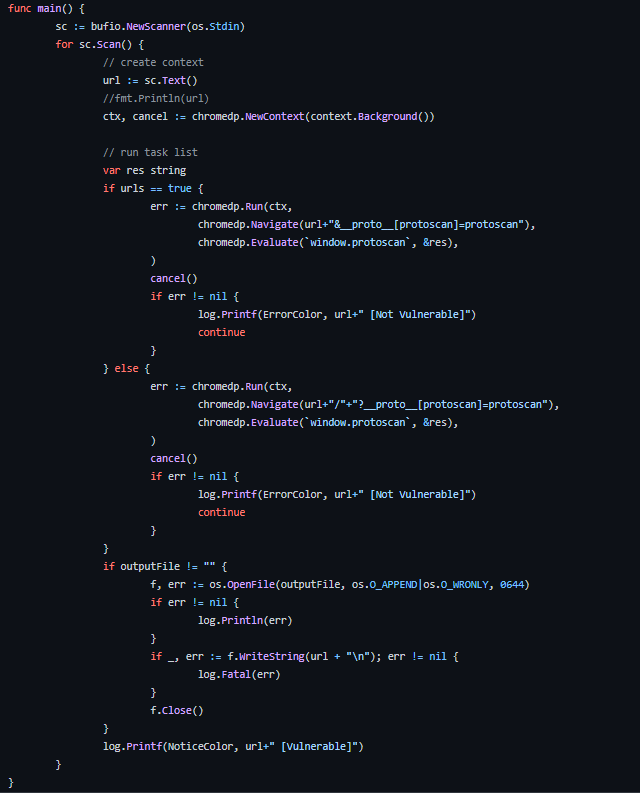 func main() {
sc := bufio.NewScanner(os.Stdin)
for sc.Scan() {
// create context
url := sc.Text()
//fmt.Println(url)
ctx, cancel := chromedp.NewContext(context.Background())
// run task list
var res string
if urls == true {
err := chromedp.Run(ctx,
chromedp.Navigate(url+"&__proto__[protoscan]=protoscan"),
chromedp.Evaluate(`window.protoscan`, &res),
)
cancel()
if err != nil {
log.Printf(ErrorColor, url+" [Not Vulnerable]")
continue
}
} else {
err := chromedp.Run(ctx,
chromedp.Navigate(url+"/"+"?__proto__[protoscan]=protoscan"),
chromedp.Evaluate(`window.protoscan`, &res),
)
cancel()
if err != nil {
log.Printf(ErrorColor, url+" [Not Vulnerable]")
continue
}
}
if outputFile != "" {
f, err := os.OpenFile(outputFile, os.O_APPEND|os.O_WRONLY, 0644)
if err != nil {
log.Println(err)
}
if _, err := f.WriteString(url + "\n"); err != nil {
log.Fatal(err)
}
f.Close()
}
log.Printf(NoticeColor, url+" [Vulnerable]")
}
}